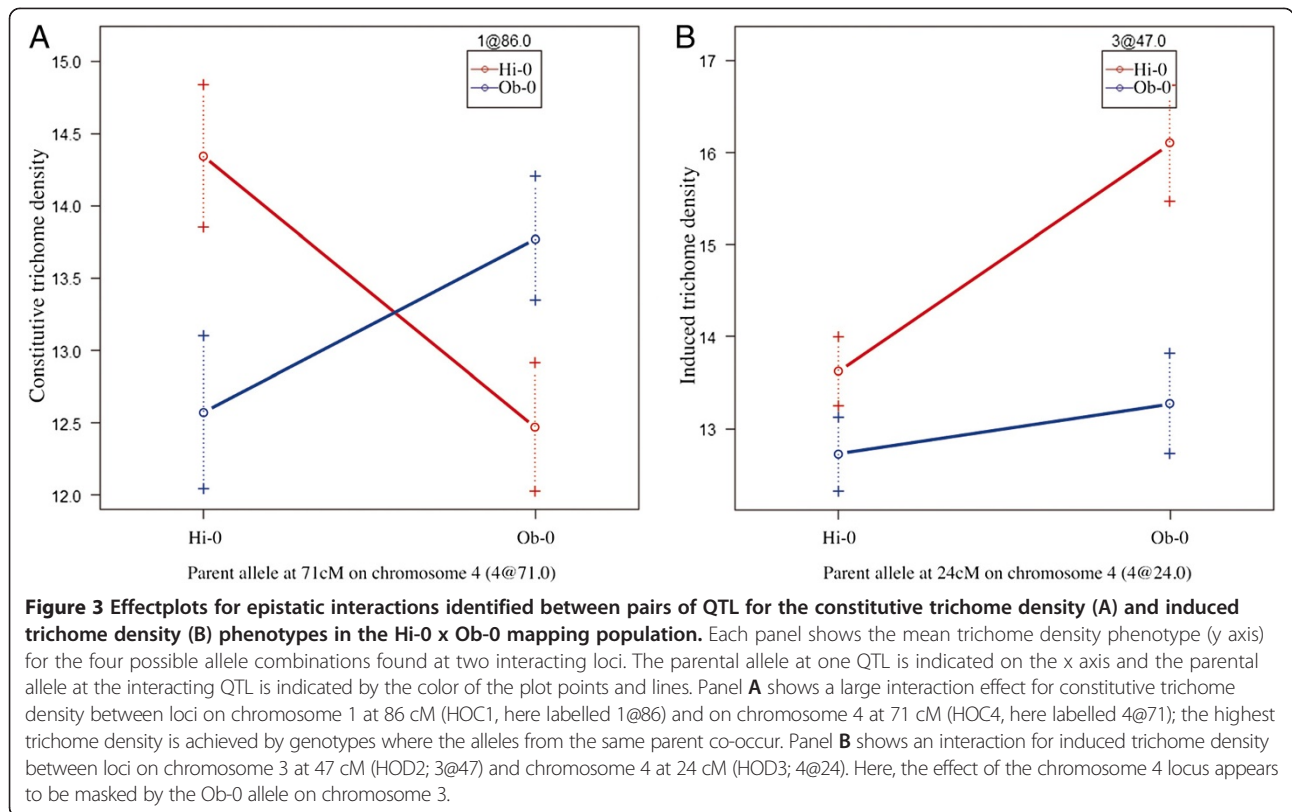 A
1@86.0
Hi-0
Ob-0
15.0
14.5
14.0
13.5
13.0
12.5
12.0
Constitutive trichome density
Hi-0
Ob-0
Parent allele at 71cM on chromosome 4 (4@71.0)
B
3@47.0
Hi-0
Ob-0
17
16
15
14
13
Induced trichome density
Hi-0
Ob-0
Parent allele at 24cM on chromosome 4 (4@24.0)
Figure 3 Effectplots for epistatic interactions identified between pairs of QTL for the constitutive trichome density (A) and induced
trichome density (B) phenotypes in the Hi-0 x Ob-0 mapping population. Each panel shows the mean trichome density phenotype (y axis)
for the four possible allele combinations found at two interacting loci. The parental allele at one QTL is indicated on the x axis and the parental
allele at the interacting QTL is indicated by the color of the plot points and lines. Panel A shows a large interaction effect for constitutive trichome
density between loci on chromosome 1 at 86 cM (HOC1, here labelled 1@86) and on chromosome 4 at 71 cM (HOC4, here labelled 4@71); the highest
trichome density is achieved by genotypes where the alleles from the same parent co-occur. Panel B shows an interaction for induced trichome density
between loci on chromosome 3 at 47 cM (HOD2; 3@47) and chromosome 4 at 24 cM (HOD3; 4@24). Here, the effect of the chromosome 4 locus appears
to be masked by the Ob-0 allele on chromosome 3.